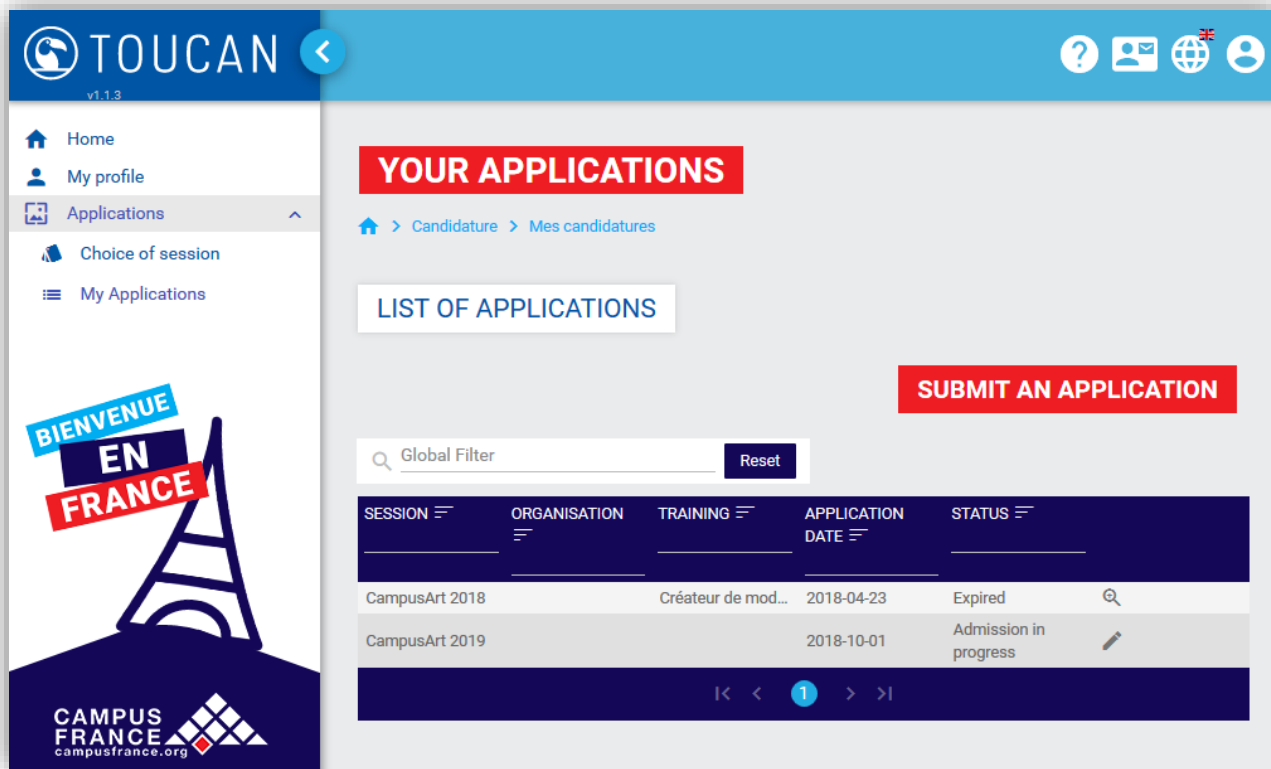 TOUCAN
v1.1.3
Home
My profile
Applications
Choice of session
My Applications
BIENVENUE
EN
FRANCE
CAMPUS
FRANCE
campusfrance.org
YOUR APPLICATIONS
> Candidature > Mes candidatures
LIST OF APPLICATIONS
SUBMIT AN APPLICATION
Global Filter Reset
SESSION ORGANISATION TRAINING APPLICATION DATE STATUS
CampusArt 2018 Créateur de mod... 2018-04-23 Expired
CampusArt 2019 2018-10-01 Admission in progress
1